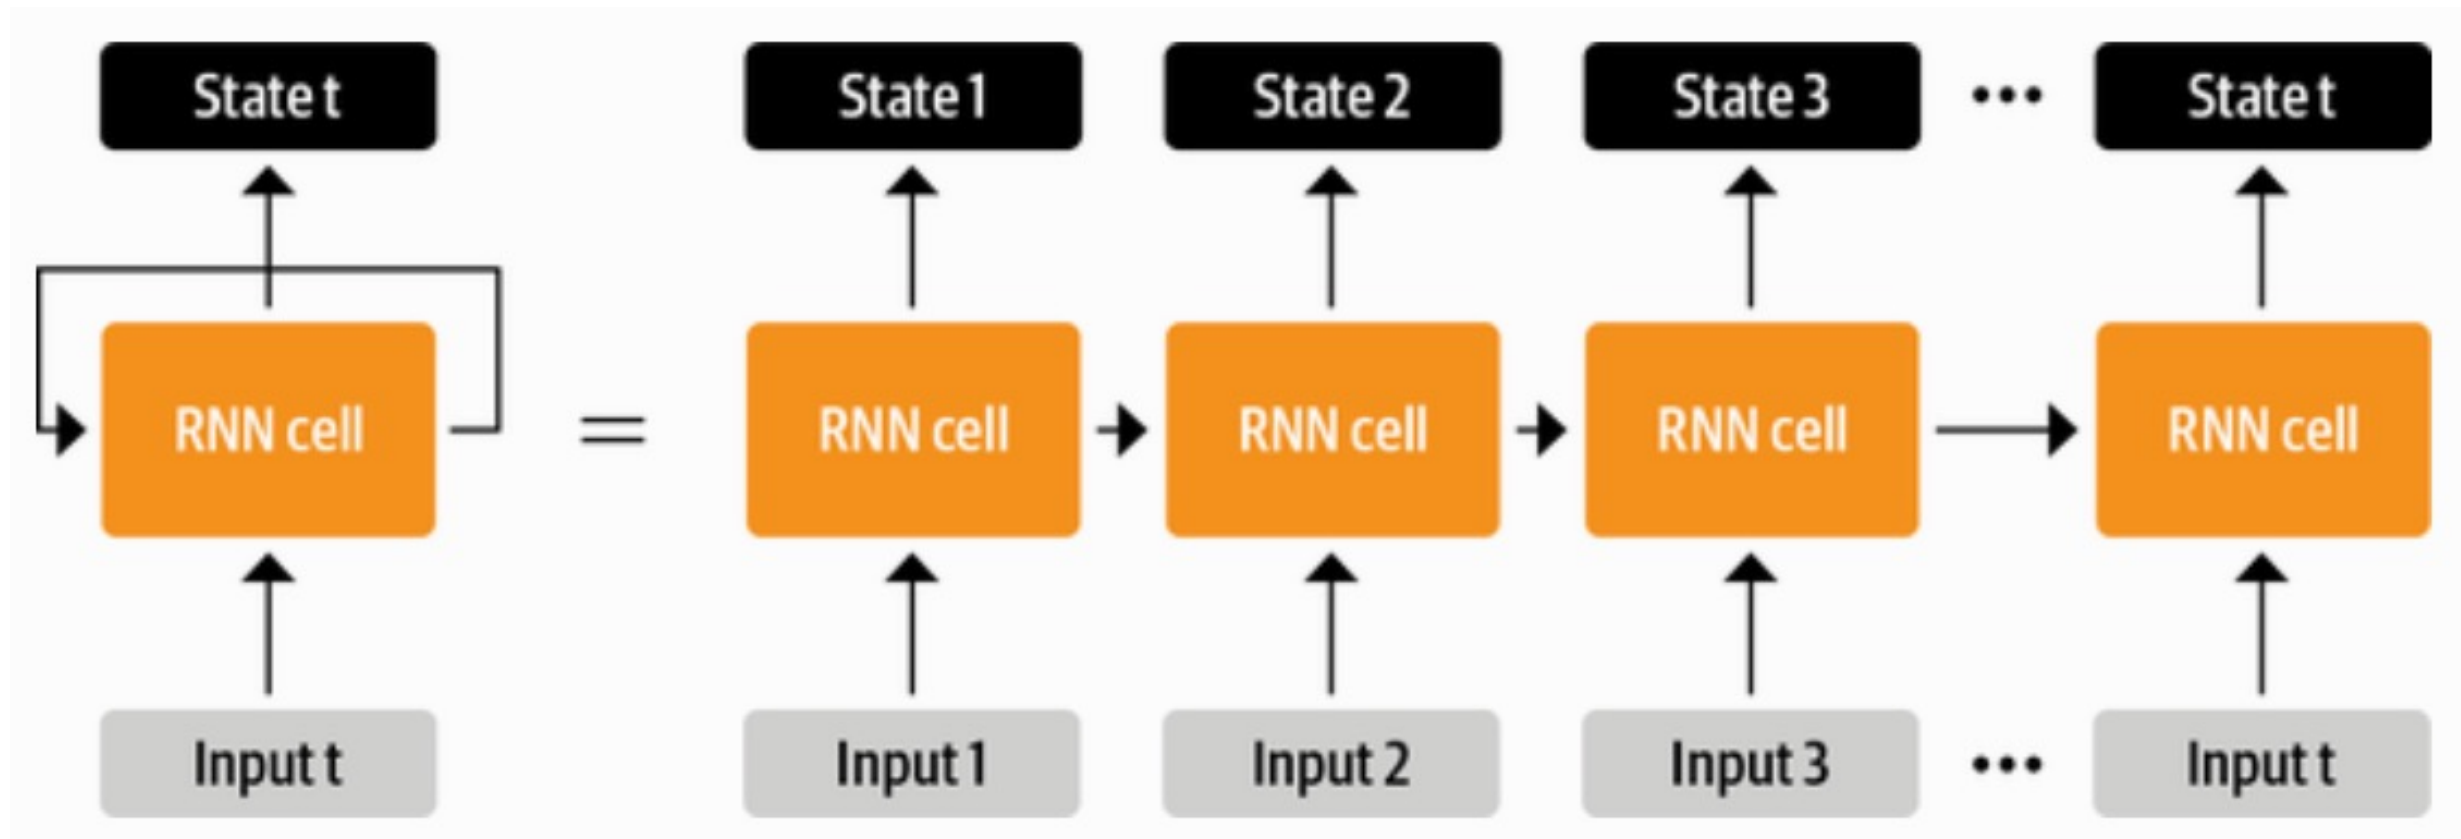 State t
State 1
State 2
State 3
...
State t
RNN cell
=
RNN cell
RNN cell
RNN cell
RNN cell
Input t
Input 1
Input 2
Input 3
...
Input t